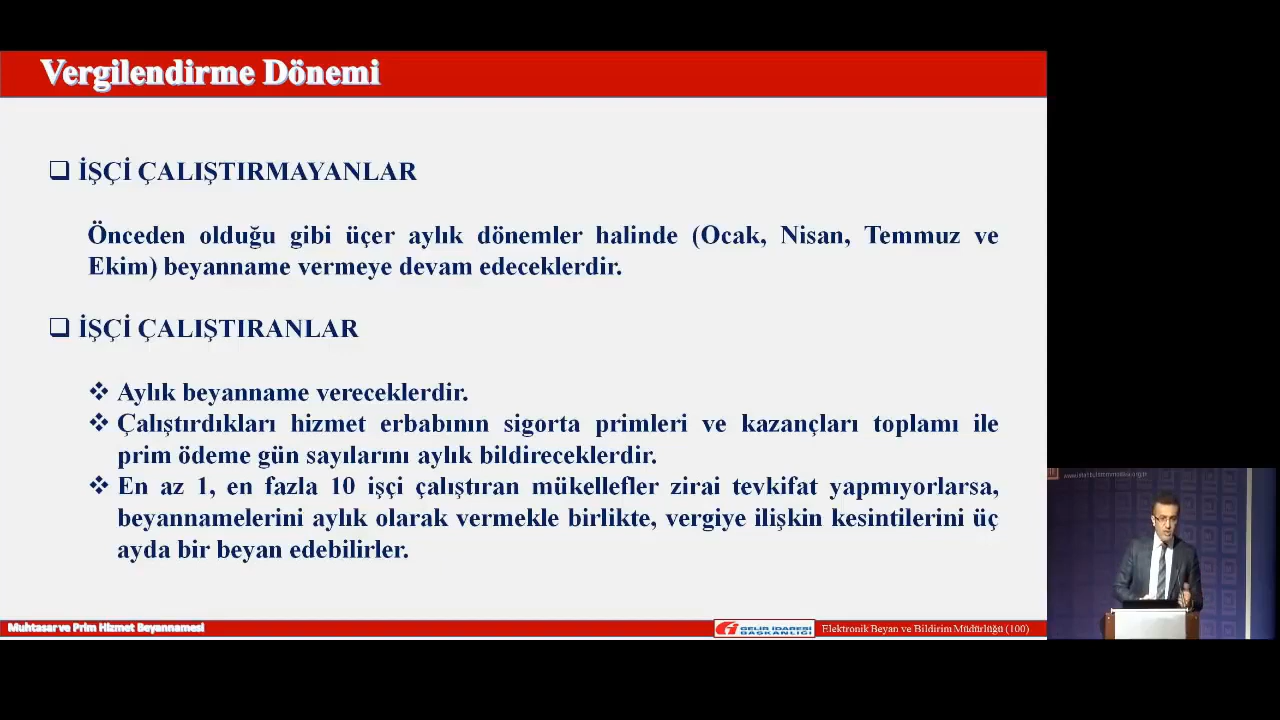 Vergilendirme Dönemi
İŞÇİ ÇALIŞTIRMAYANLAR
Önceden olduğu gibi üçer aylık dönemler halinde (Ocak, Nisan, Temmuz ve
Ekim) beyanname vermeye devam edeceklerdir.
İŞÇİ ÇALIŞTIRANLAR
Aylık beyanname vereceklerdir.
Çalıştırdıkları hizmet erbabının sigorta primleri ve kazançları toplamı ile
prim ödeme gün sayılarını aylık bildireceklerdir.
En az 1, en fazla 10 işçi çalıştıran mükellefler zirai tevkifat yapmıyorlarsa,
beyannamelerini aylık olarak vermekle birlikte, vergiye ilişkin kesintilerini üç
ayda bir beyan edebilirler.
Muhtasar ve Prim Hizmet Beyannamesi
GELİR İDARESİ
BAŞKANLIĞI
Elektronik Beyan ve Bildirim Müdürlüğü (100)